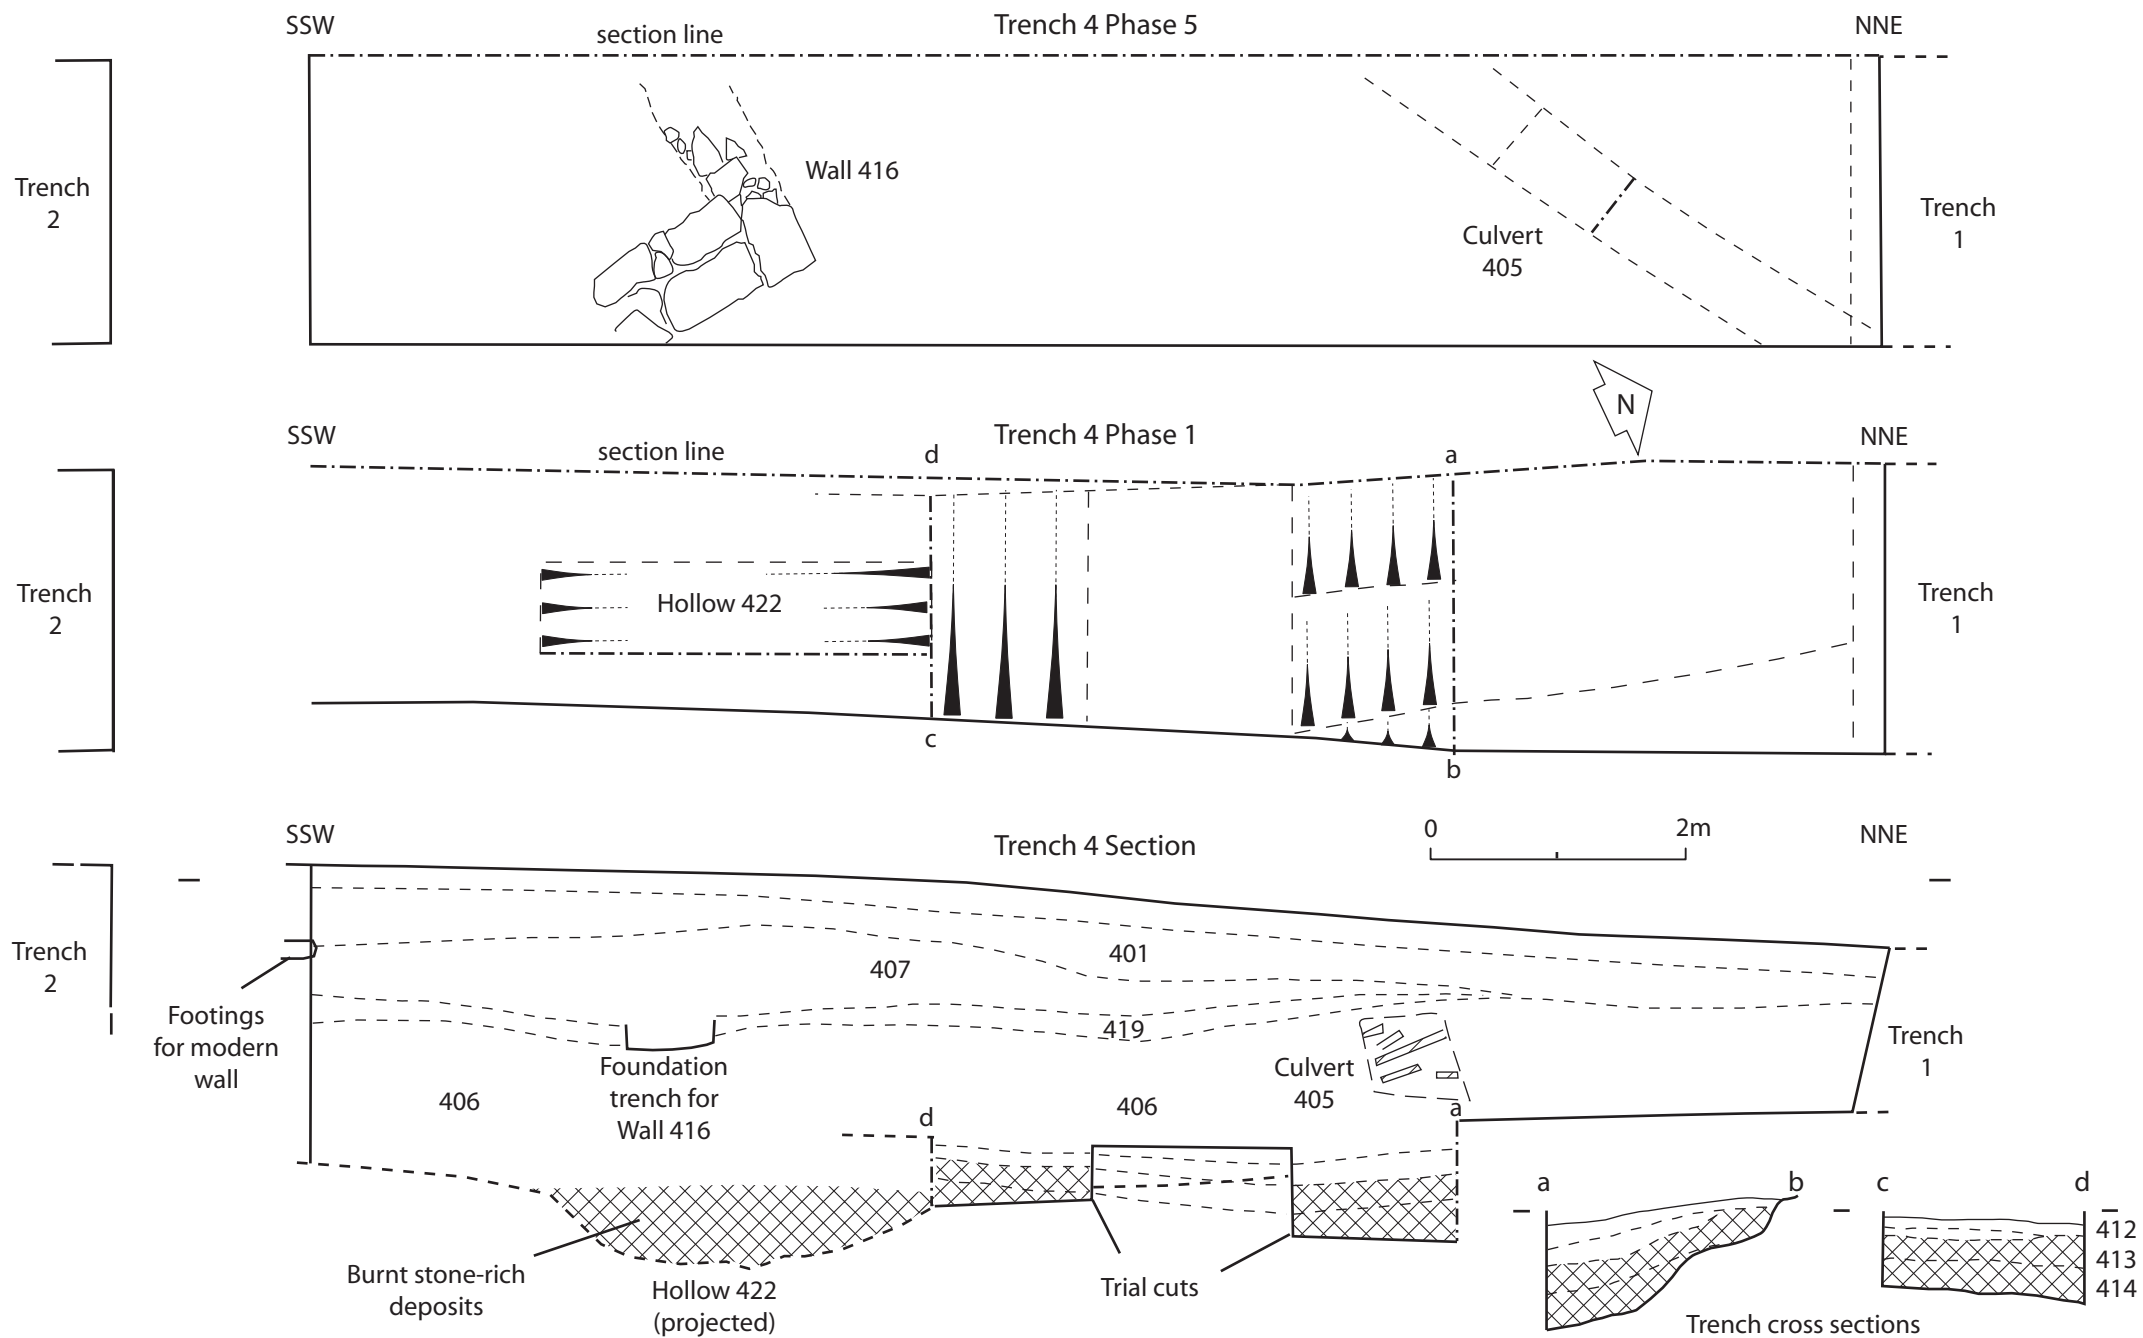 SSW
section line
Trench 4 Phase 5
NNE
Trench
2
Wall 416
Culvert
405
Trench
1
N
SSW
section line
d
Trench 4 Phase 1
a
NNE
Trench
2
Hollow 422
Trench
1
c
b
SSW
Trench 4 Section
0
2m
NNE
Trench
2
401
407
419
Footings
for modern
wall
Foundation
trench for
Wall 416
Culvert
405
Trench
1
406
406
d
a
a
b
c
d
412
413
414
Burnt stone-rich
deposits
Hollow 422
(projected)
Trial cuts
Trench cross sections